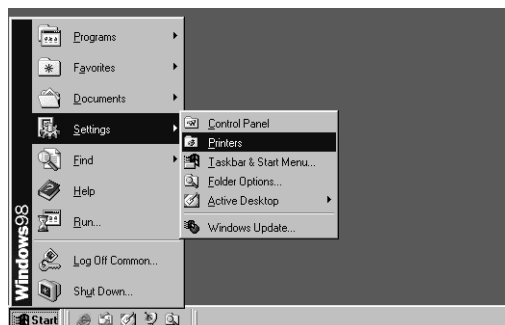 Programs
Favorites
Documents
Settings
Find
Help
Run...
Log Off Common...
Shut Down...
Control Panel
Printers
Taskbar & Start Menu...
Folder Options...
Active Desktop
Windows Update...
Windows98
Start